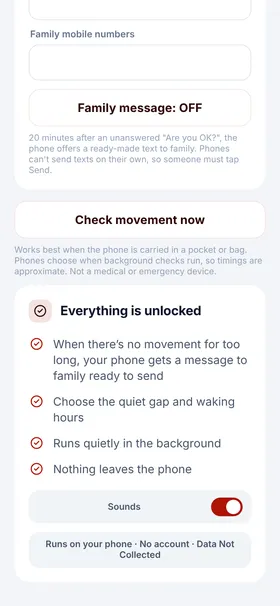 Family mobile numbers
Family message: OFF
20 minutes after an unanswered "Are you OK?", the
phone offers a ready-made text to family. Phones
can't send texts on their own, so someone must tap
Send.
Check movement now
Works best when the phone is carried in a pocket or bag.
Phones choose when background checks run, so timings are
approximate. Not a medical or emergency device.
Everything is unlocked
When there’s no movement for too
long, your phone gets a message to
family ready to send
Choose the quiet gap and waking
hours
Runs quietly in the background
Nothing leaves the phone
Sounds
Runs on your phone · No account · Data Not
Collected